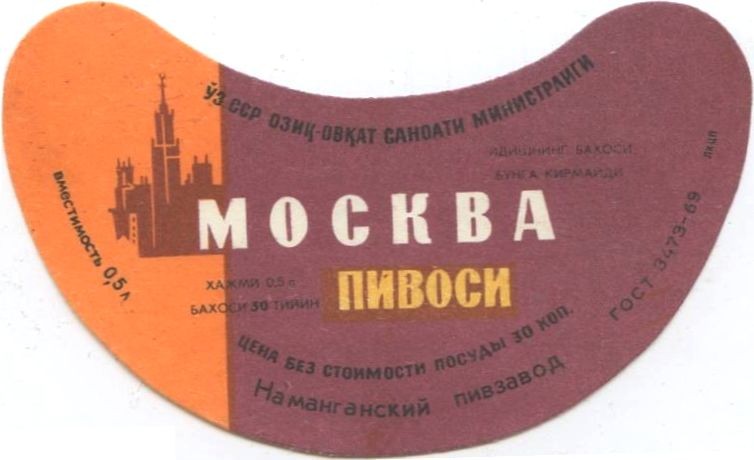 ЎЗ ССР ОЗИҚ-ОВҚАТ САНОАТИ МИНИСТРЛИГИ
ИДИШНИНГ БАХОСИ
БУНГА КИРМАЙДИ
МОСКВА
ПИВОСИ
ХАЖМИ 0,5 л
БАХОСИ 30 ТИЙИН
вместимость 0,5 л
ЦЕНА БЕЗ СТОИМОСТИ ПОСУДЫ 30 КОП.
Наманганский пивзавод
ГОСТ 3473-69